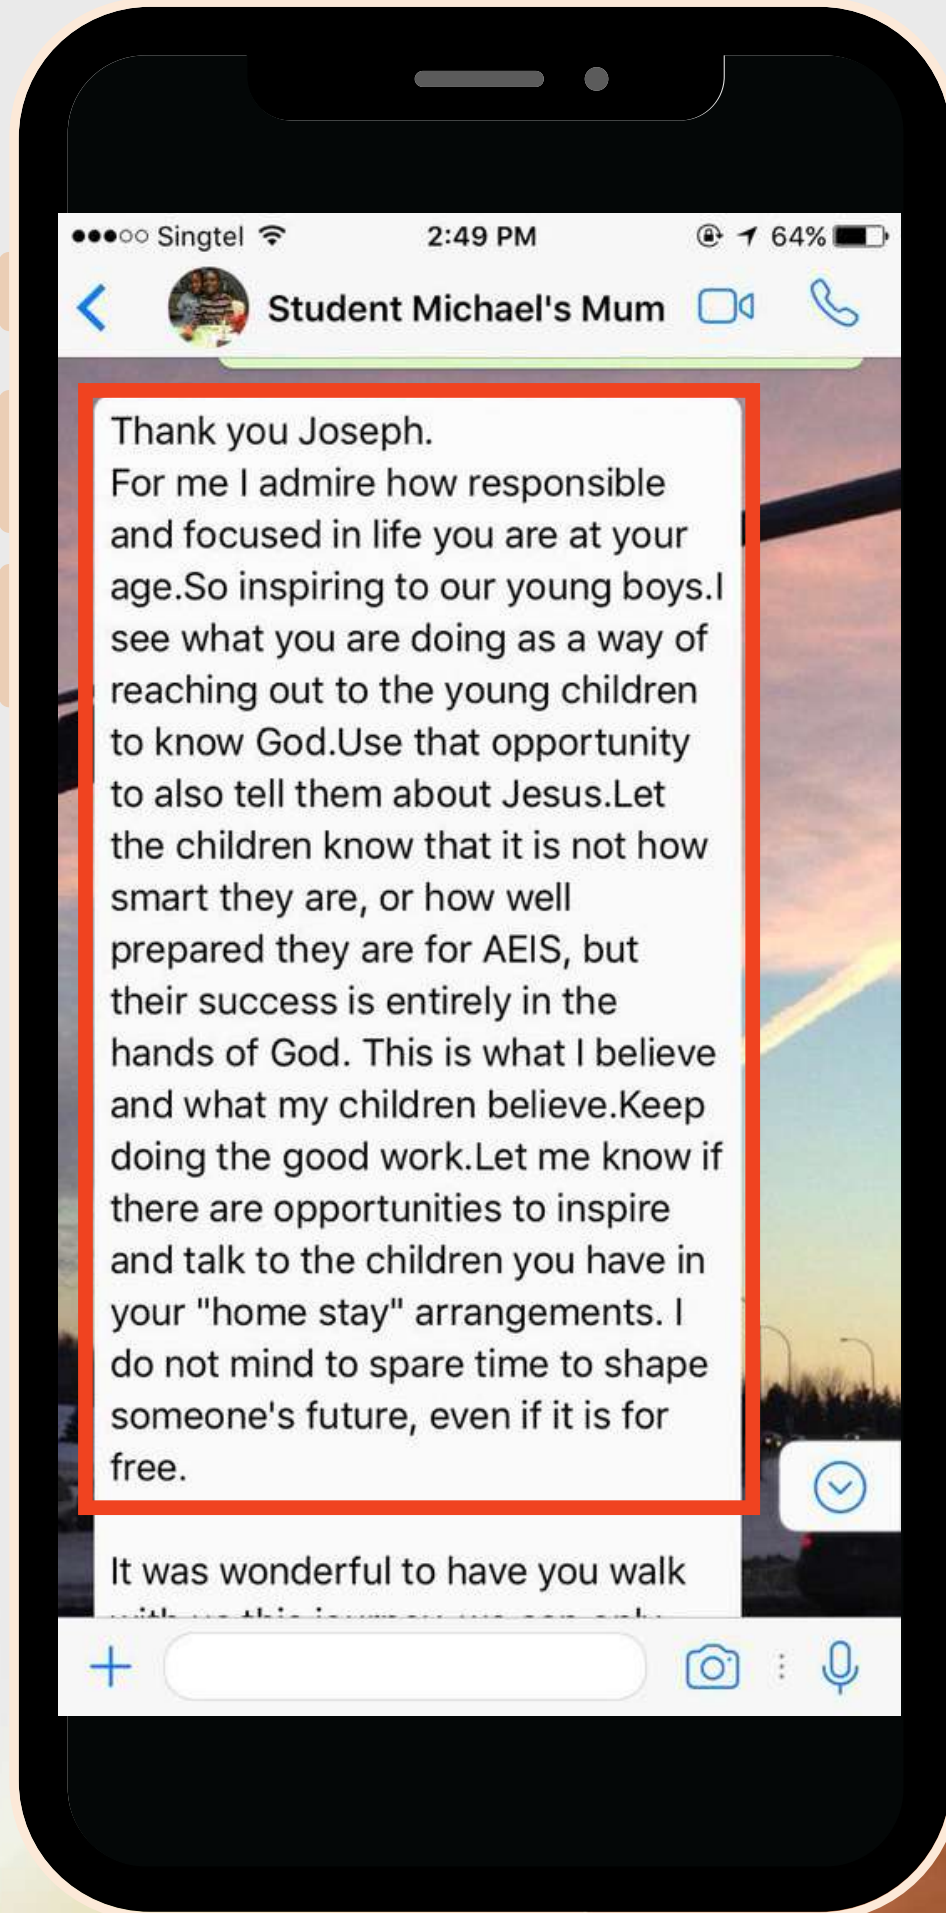 Singtel 2:49 PM 64%
Student Michael's Mum
Thank you Joseph.
For me I admire how responsible
and focused in life you are at your
age.So inspiring to our young boys.I
see what you are doing as a way of
reaching out to the young children
to know God.Use that opportunity
to also tell them about Jesus.Let
the children know that it is not how
smart they are, or how well
prepared they are for AEIS, but
their success is entirely in the
hands of God. This is what I believe
and what my children believe.Keep
doing the good work.Let me know if
there are opportunities to inspire
and talk to the children you have in
your "home stay" arrangements. I
do not mind to spare time to shape
someone's future, even if it is for
free.
It was wonderful to have you walk